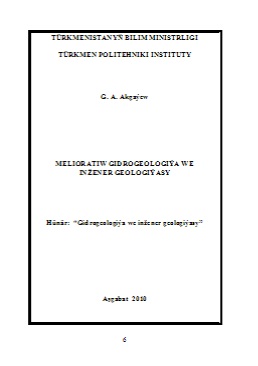 TÜRKMENISTANYŇ BILIM MINISTRLIGI
TÜRKMEN POLITEHNIKI INSTITUTY
G. A. Akgaýew
MELIORATIW GIDROGEOLOGIÝA WE
INŽENER GEOLOGIÝASY
Hünär: “Gidrogeologiýa we inžener geologiýasy”
Aşgabat 2010
6